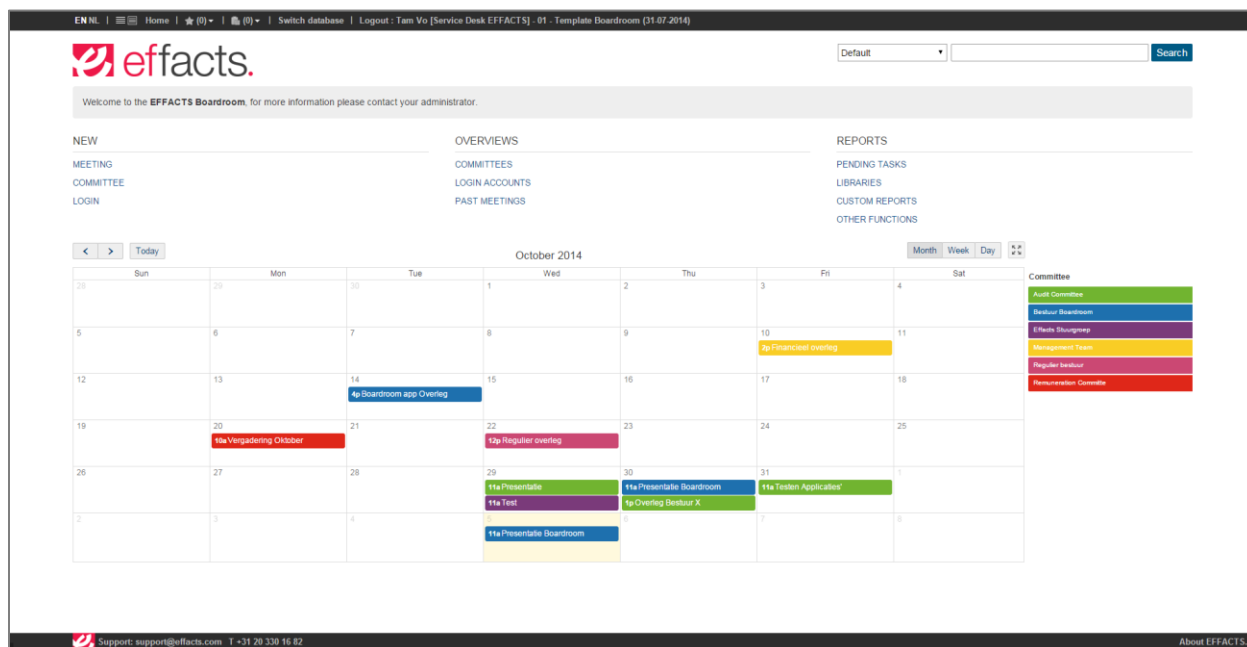 EN NL | Home | (0) | (0) | Switch database | Logout : Tam Vo [Service Desk EFFACTS] - 01 - Template Boardroom (31-07-2014)
effacts.
Default
Search
Welcome to the EFFACTS Boardroom, for more information please contact your administrator.
NEW
MEETING
COMMITTEE
LOGIN
OVERVIEWS
COMMITTEES
LOGIN ACCOUNTS
PAST MEETINGS
REPORTS
PENDING TASKS
LIBRARIES
CUSTOM REPORTS
OTHER FUNCTIONS
< > Today
October 2014
Month Week Day
Sun Mon Tue Wed Thu Fri Sat
28 29 30 1 2 3 4
5 6 7 8 9 10 11
3p Financieel overleg
12 13 14 15 16 17 18
4p Boardroom app Overleg
19 20 21 22 23 24 25
10a Vergadering Oktober 12p Regulier overleg
26 27 28 29 30 31 1
11a Presentatie 11a Presentatie Boardroom 11a Testen Applicaties'
11a Test 1p Overleg Bestuur X
2 3 4 5 6 7 8
11a Presentatie Boardroom
Committee
Audit Committee
Bestuur Boardroom
Effects Stuurgroep
Management Team
Regulier bestuur
Remuneration Committe
Support: support@effacts.com T +31 20 330 16 82
About EFFACTS.